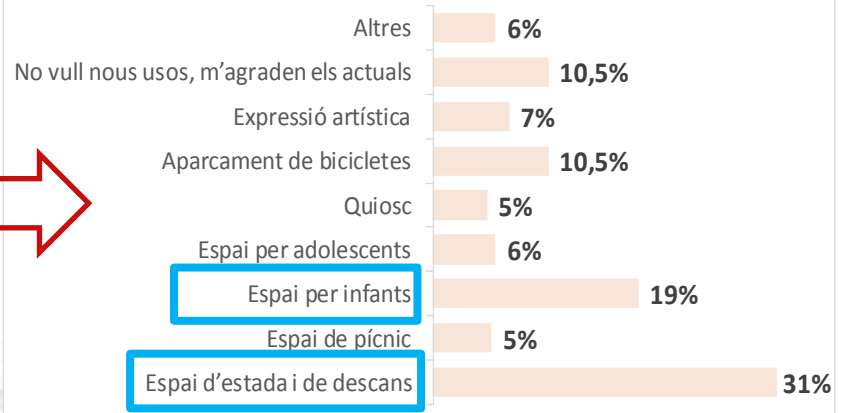 Altres 6%
No vull nous usos, m'agraden els actuals 10,5%
Expressió artística 7%
Aparcament de bicicletes 10,5%
Quiosc 5%
Espai per adolescents 6%
Espai per infants 19%
Espai de pícnic 5%
Espai d'estada i de descans 31%